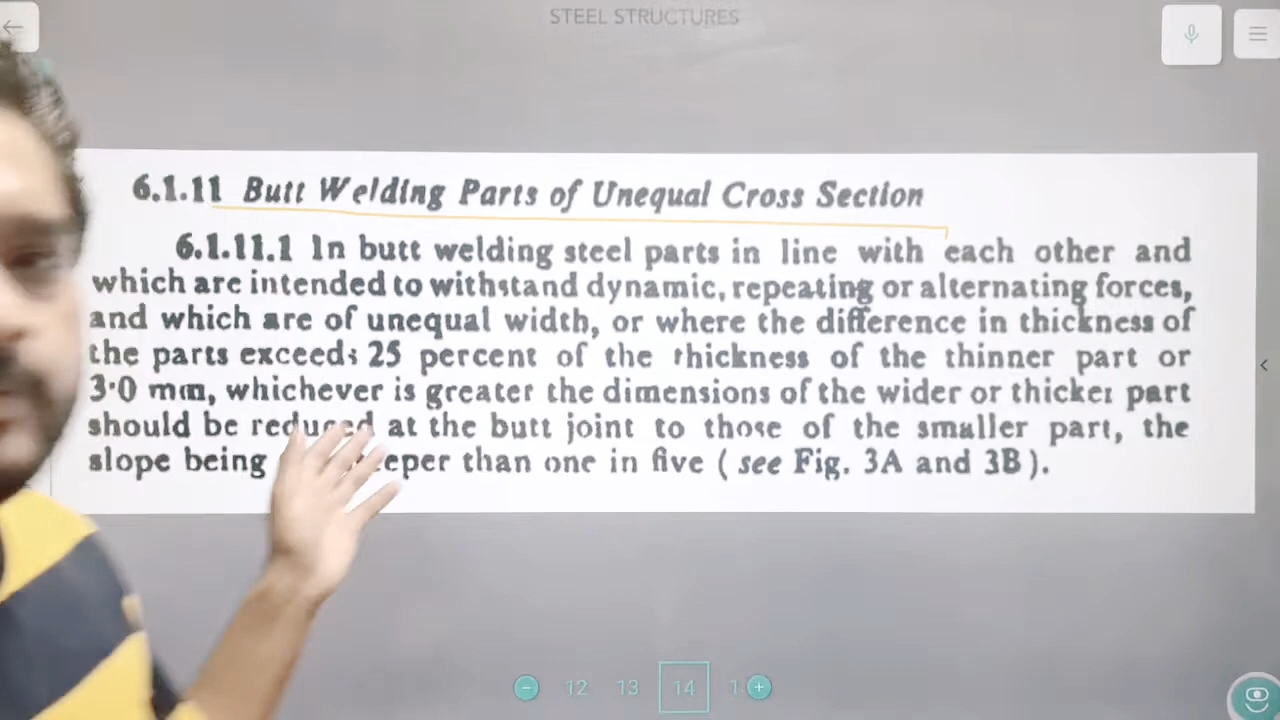 STEEL STRUCTURES
6.1.11 Butt Welding Parts of Unequal Cross Section
6.1.11.1 In butt welding steel parts in line with each other and
which are intended to withstand dynamic, repeating or alternating forces,
and which are of unequal width, or where the difference in thickness of
the parts exceeds 25 percent of the thickness of the thinner part or
3·0 mm, whichever is greater the dimensions of the wider or thicker part
should be reduced at the butt joint to those of the smaller part, the
slope being than one in five ( see Fig. 3A and 3B ).
12 13 14 1